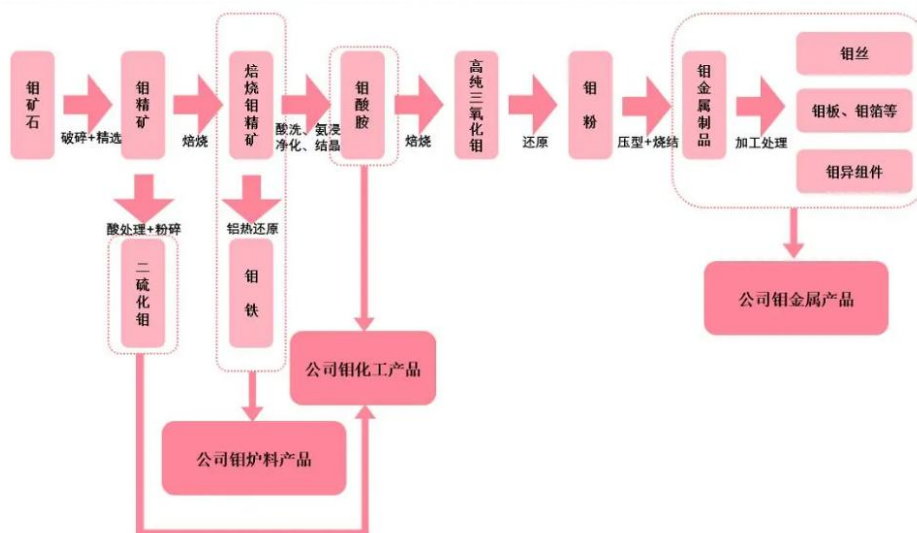 钼矿石
破碎+精选
钼精矿
焙烧
焙烧钼精矿
酸洗、氨浸
净化、结晶
钼酸胺
焙烧
高纯三氧化钼
还原
钼粉
压型+烧结
钼金属制品
加工处理
钼丝
钼板、钼箔等
钼异组件
酸处理+粉碎
铝热还原
二硫化钼
钼铁
公司钼金属产品
公司钼化工产品
公司钼炉料产品